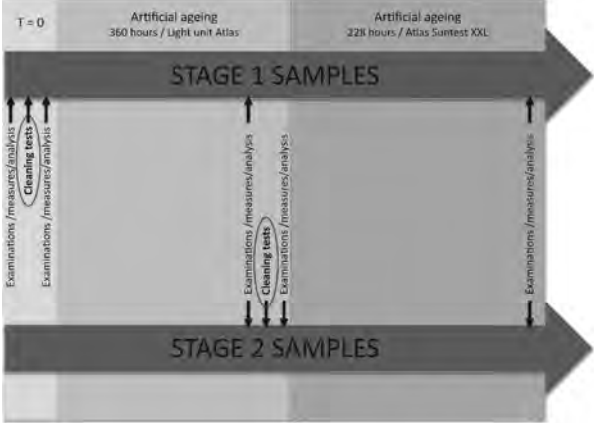 T = 0
Artificial ageing
360 hours / Light unit Atlas
Artificial ageing
228 hours / Atlas Suntest XXL
STAGE 1 SAMPLES
Examinations /measures/analysis
Cleaning tests
Examinations /measures/analysis
Examinations /measures/analysis
Cleaning tests
Examinations /measures/analysis
Examinations /measures/analysis
STAGE 2 SAMPLES